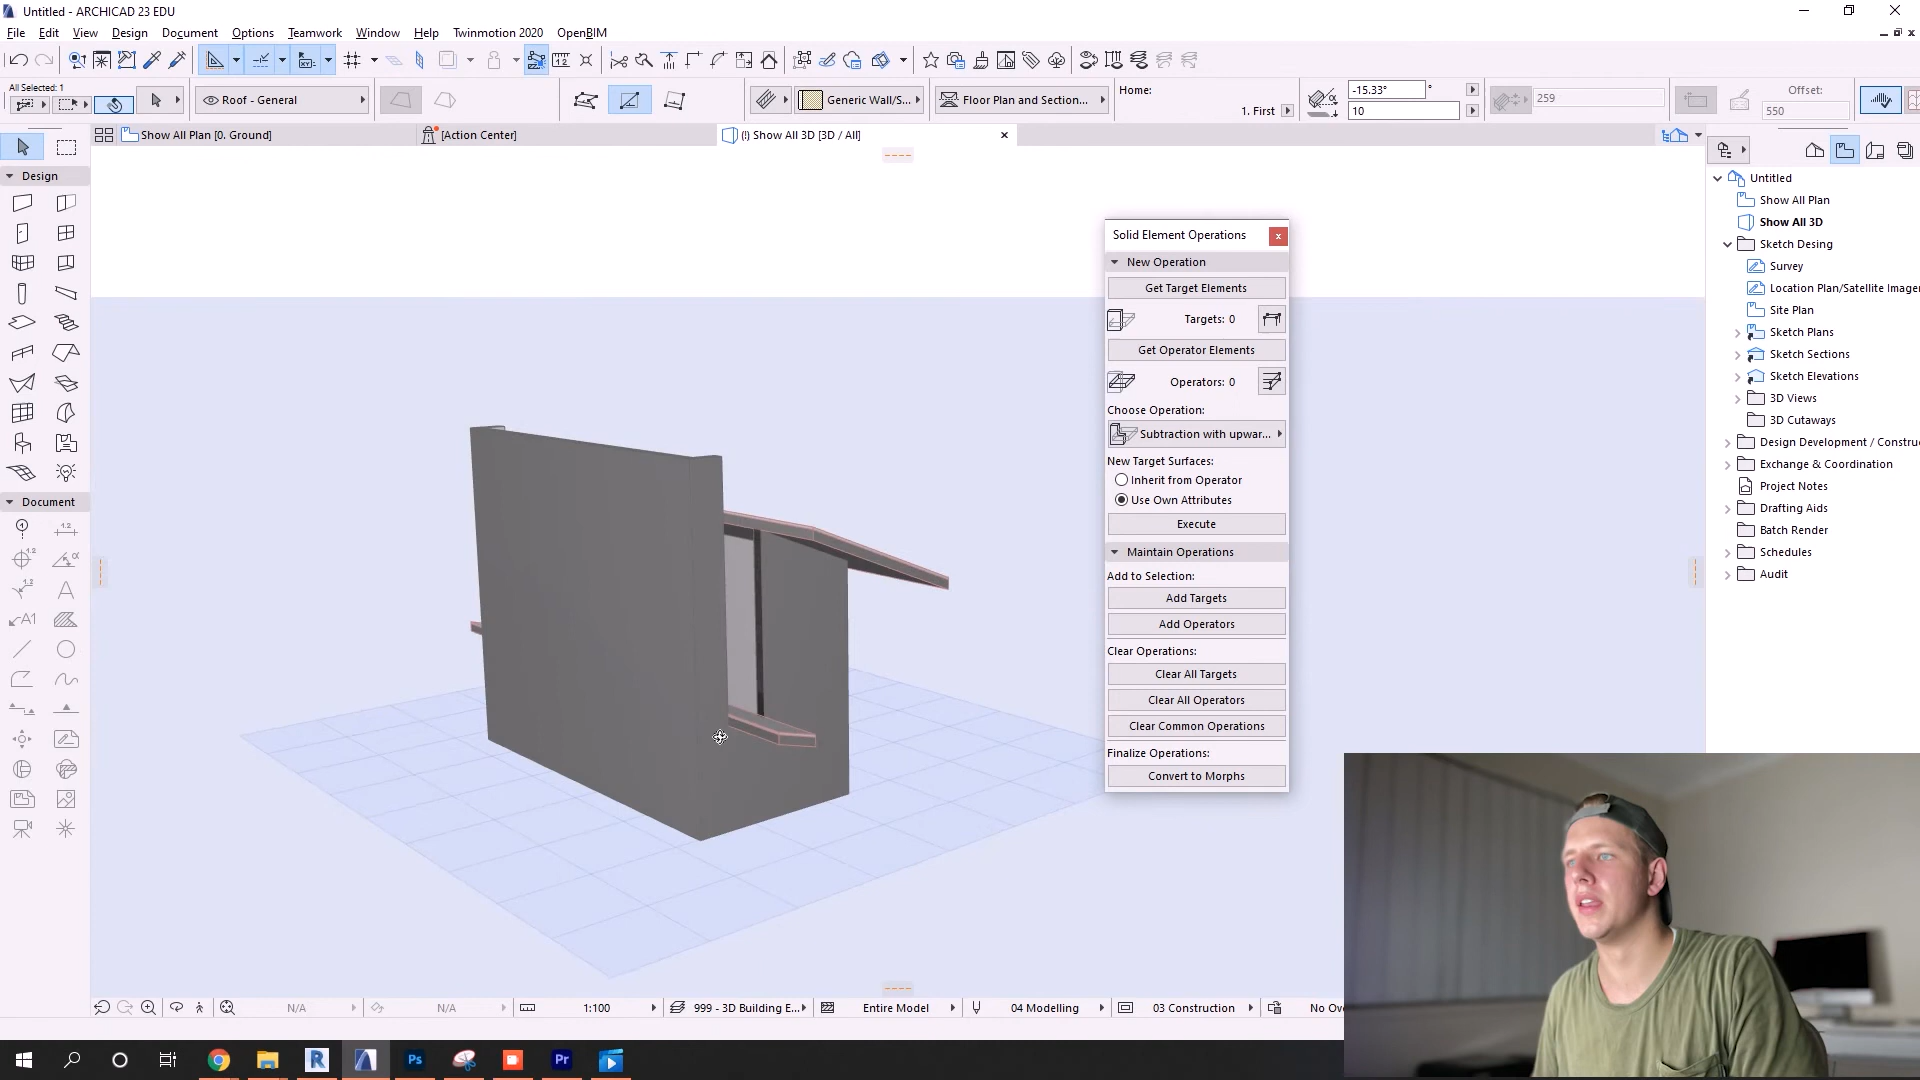 Untitled - ARCHICAD 23 EDU
File Edit View Design Document Options Teamwork Window Help Twinmotion 2020 OpenBIM
All Selected: 1
Roof - General
Generic Wall/S...
Floor Plan and Section...
Home:
1. First
-15.33°
°
10
259
Offset:
550
Show All Plan [0. Ground]
[Action Center]
(!) Show All 3D [3D / All]
Design
Document
Solid Element Operations
New Operation
Get Target Elements
Targets: 0
Get Operator Elements
Operators: 0
Choose Operation:
Subtraction with upwar...
New Target Surfaces:
Inherit from Operator
Use Own Attributes
Execute
Maintain Operations
Add to Selection:
Add Targets
Add Operators
Clear Operations:
Clear All Targets
Clear All Operators
Clear Common Operations
Finalize Operations:
Convert to Morphs
Untitled
Show All Plan
Show All 3D
Sketch Desing
Survey
Location Plan/Satellite Imager
Site Plan
Sketch Plans
Sketch Sections
Sketch Elevations
3D Views
3D Cutaways
Design Development / Constru
Exchange & Coordination
Project Notes
Drafting Aids
Batch Render
Schedules
Audit
N/A
N/A
1:100
999 - 3D Building E...
Entire Model
04 Modelling
03 Construction
No Ov
R
Ps
Pr